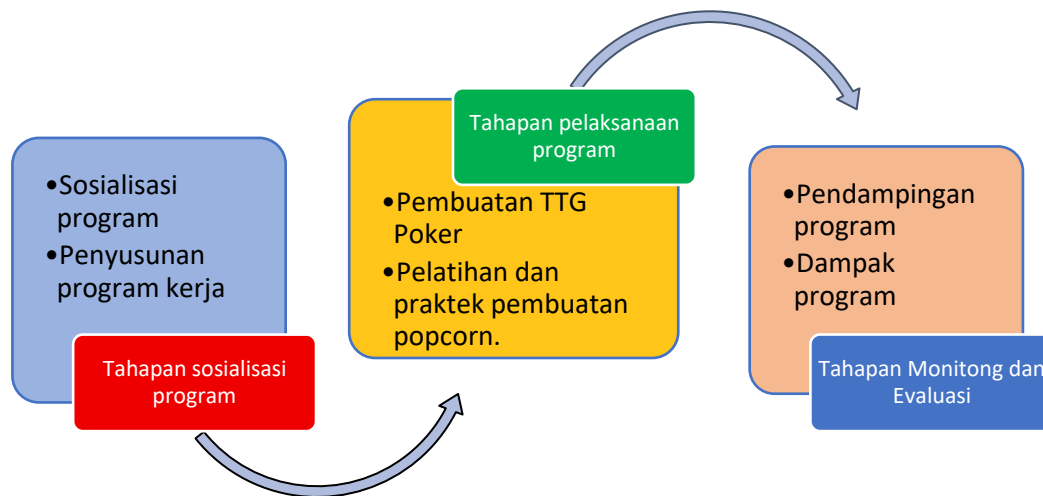 •Sosialisasi
program
•Penyusunan
program kerja
Tahapan sosialisasi
program
Tahapan pelaksanaan
program
•Pembuatan TTG
Poker
•Pelatihan dan
praktek pembuatan
popcorn.
•Pendampingan
program
•Dampak
program
Tahapan Monitong dan
Evaluasi